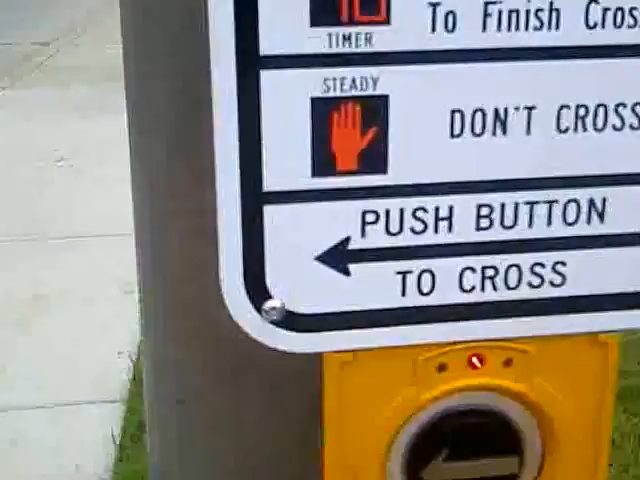 To Finish Cros
TIMER
STEADY
DON'T CROSS
PUSH BUTTON
TO CROSS